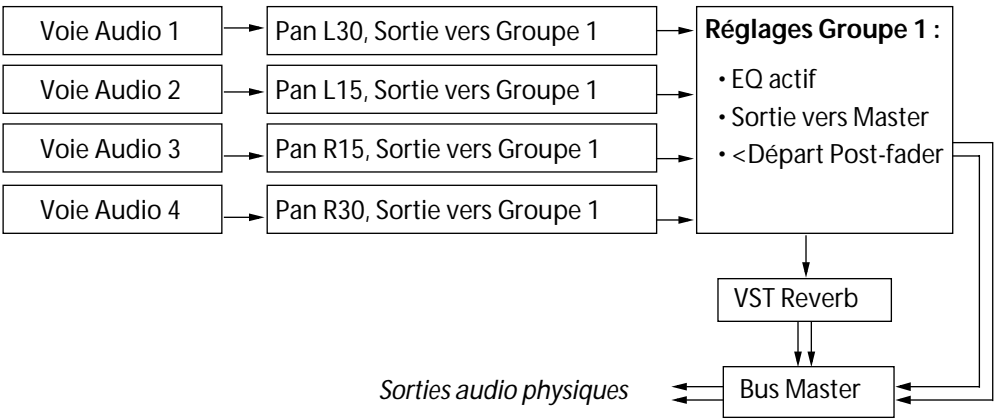 Voie Audio 1
Pan L30, Sortie vers Groupe 1
Réglages Groupe 1 :
Voie Audio 2
Pan L15, Sortie vers Groupe 1
• EQ actif
• Sortie vers Master
Voie Audio 3
Pan R15, Sortie vers Groupe 1
• <Départ Post-fader
Voie Audio 4
Pan R30, Sortie vers Groupe 1
VST Reverb
Sorties audio physiques
Bus Master